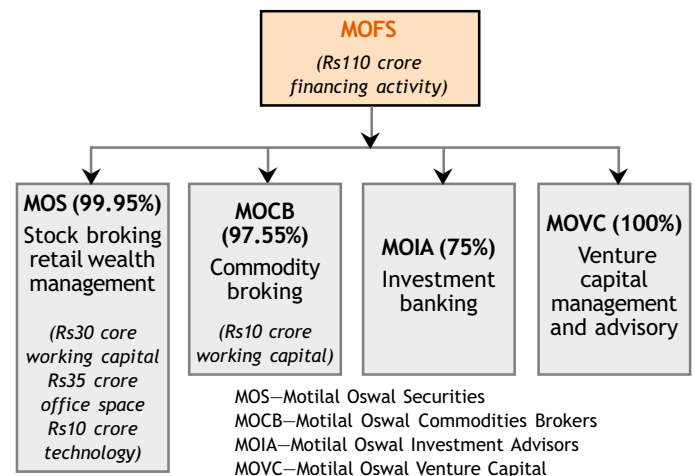 MOFS
(Rs110 crore
financing activity)
MOS (99.95%)
Stock broking
retail wealth
management
(Rs30 core
working capital
Rs35 crore
office space
Rs10 crore
technology)
MOCB
(97.55%)
Commodity
broking
(Rs10 crore
working capital)
MOIA (75%)
Investment
banking
MOVC (100%)
Venture
capital
management
and advisory
MOS—Motilal Oswal Securities
MOCB—Motilal Oswal Commodities Brokers
MOIA—Motilal Oswal Investment Advisors
MOVC—Motilal Oswal Venture Capital